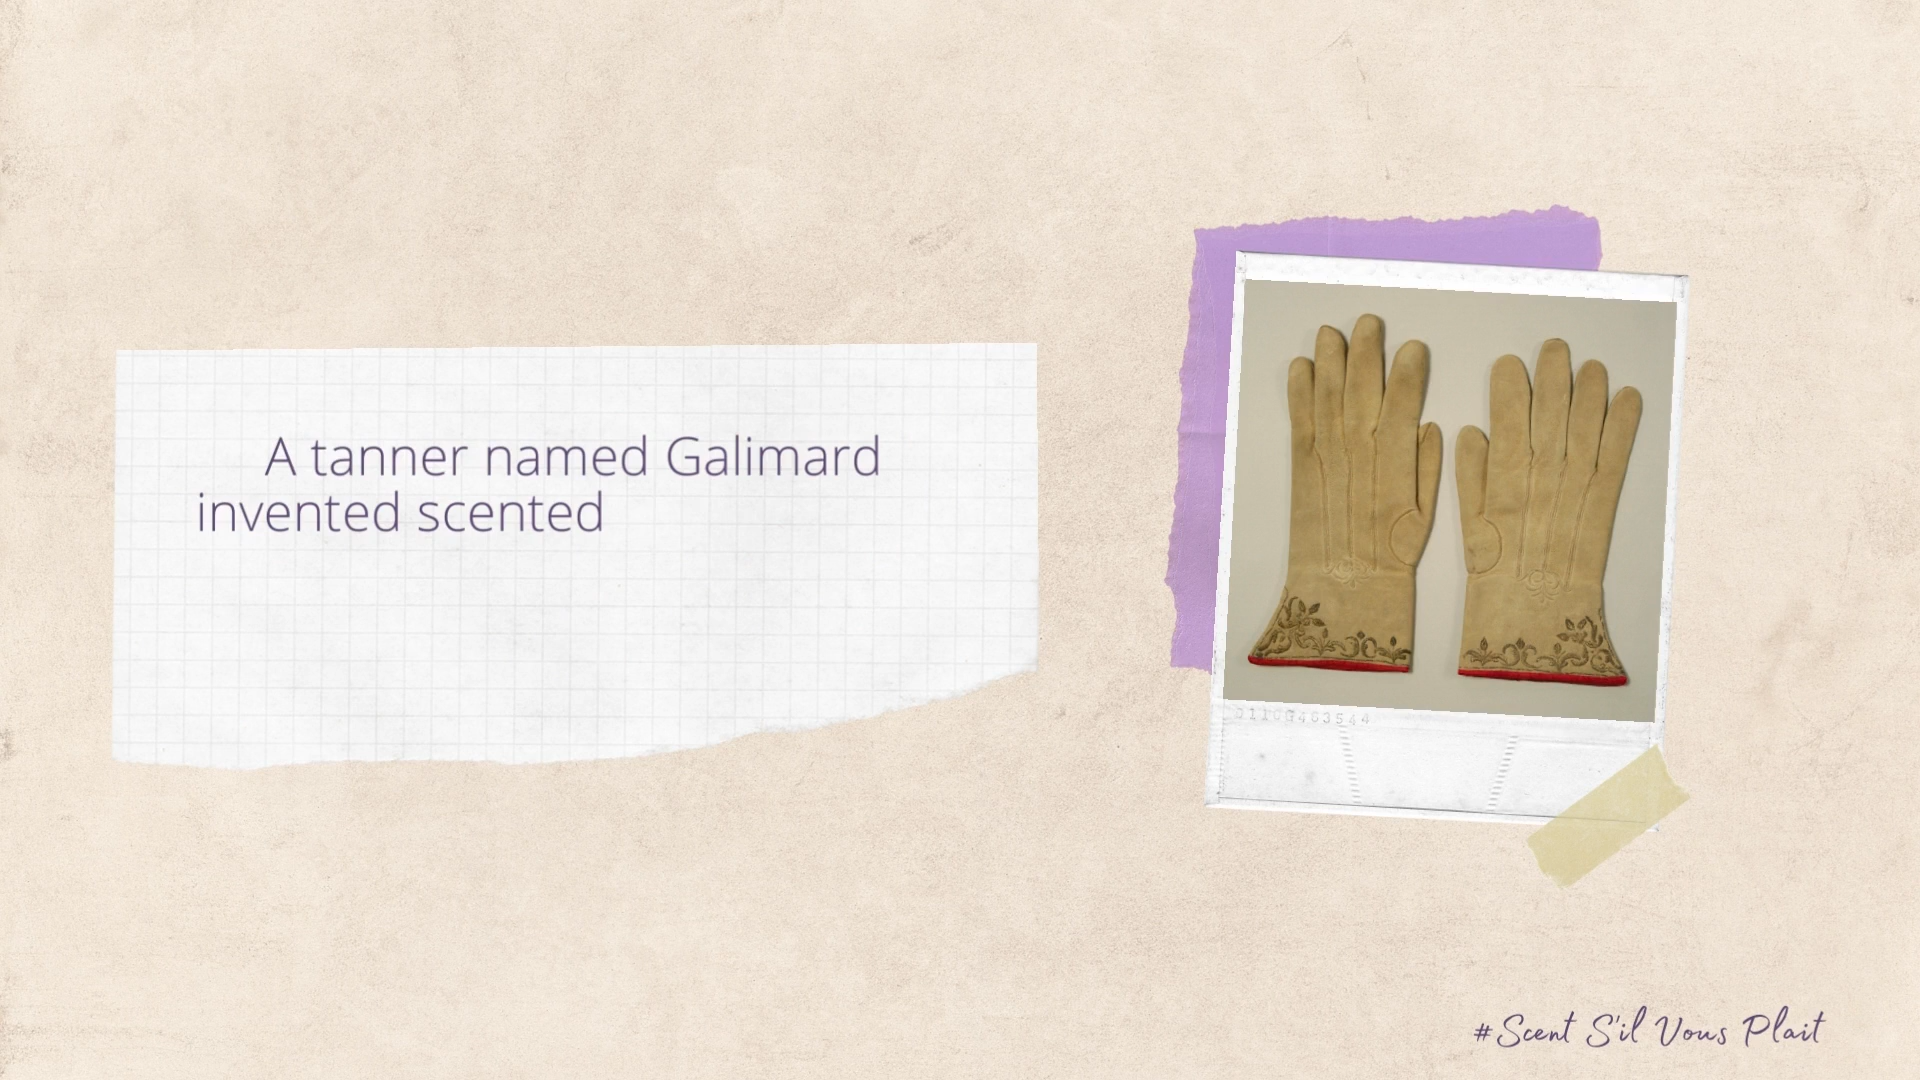 A tanner named Galimard
invented scented
#Scent S'il Vous Plait